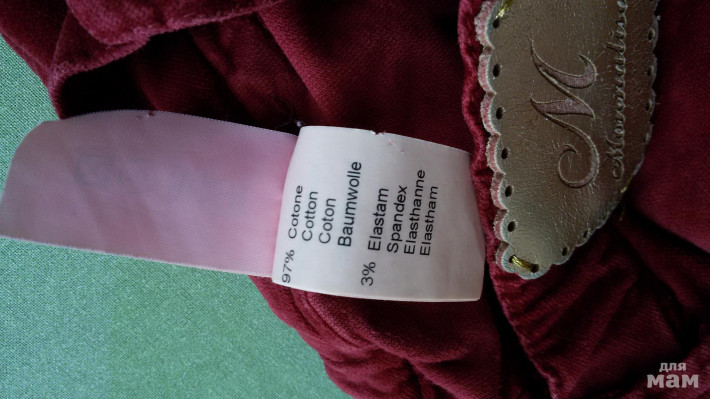 97% Cotone
Cotton
Coton
Baumwolle
3% Elastam
Spandex
Elasthanne
Elastham
M
для
мам